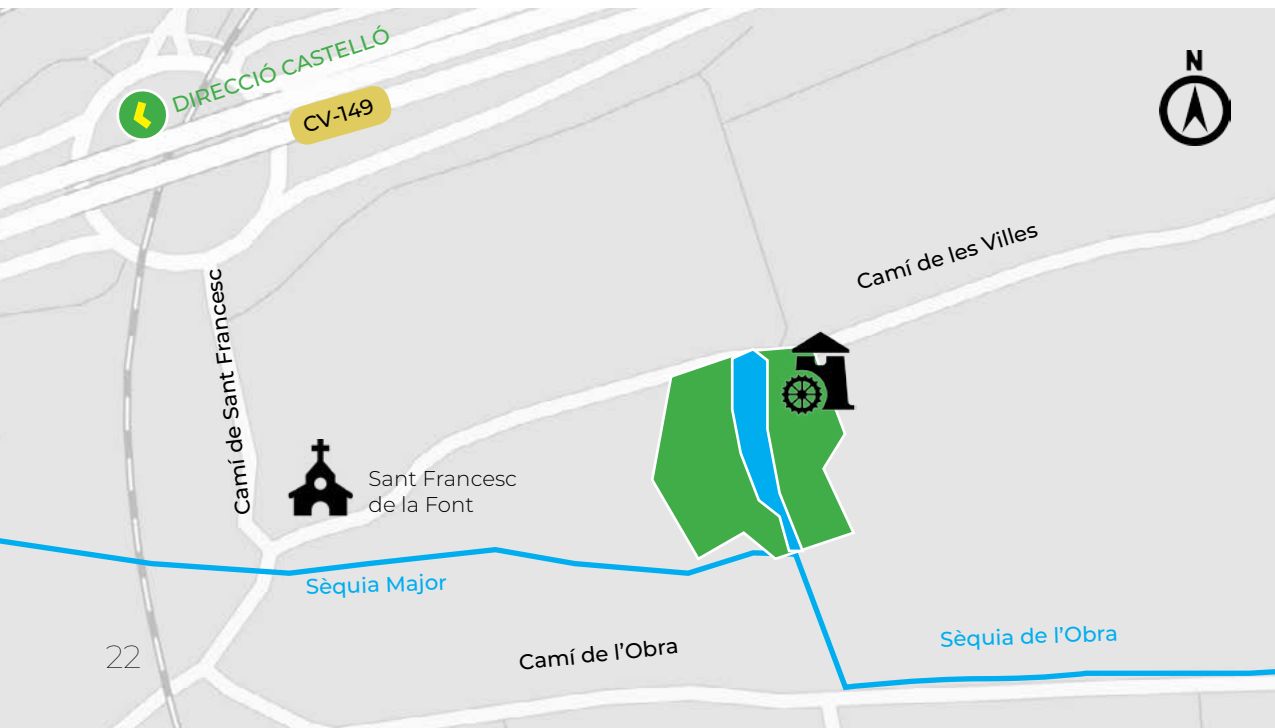 DIRECCIÓ CASTELLÓ
CV-149
N
Camí de les Villes
Camí de Sant Francesc
Sant Francesc
de la Font
Sèquia Major
Camí de l’Obra
Sèquia de l’Obra
22